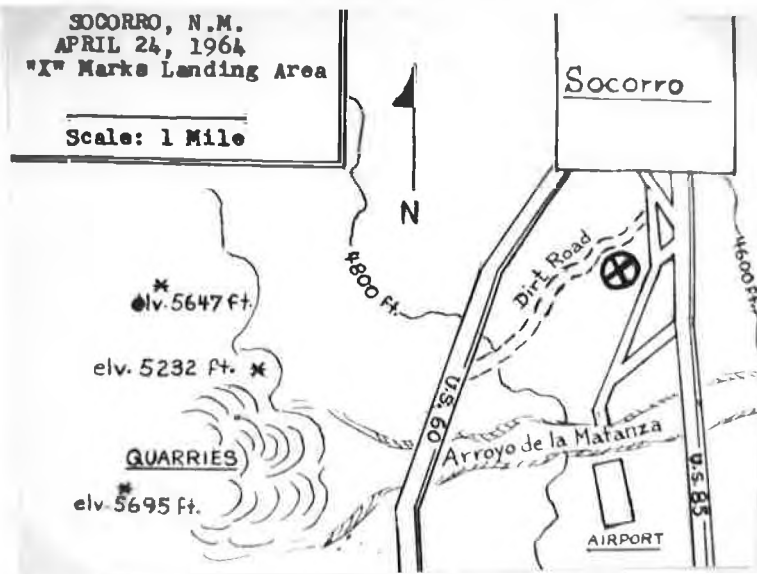 SOCORRO, N.M.
APRIL 24, 1964
"X" Marks Landing Area
Scale: 1 Mile
Socorro
N
Dirt Road
4800 Ft.
4600 Ft.
elv. 5647 ft.
elv. 5232 Ft.
U.S. 60
Arroyo de la Matanza
QUARRIES
elv 5695 Ft.
U.S. 85
AIRPORT